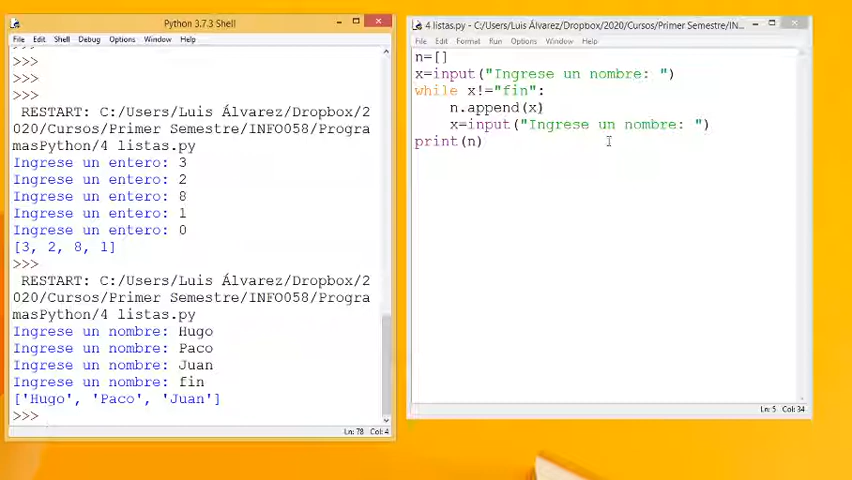 Python 3.7.3 Shell
File Edit Shell Debug Options Window Help
>>>
>>>
>>>
>>>
RESTART: C:/Users/Luis Álvarez/Dropbox/2
020/Cursos/Primer Semestre/INFO058/Progra
masPython/4 listas.py
Ingrese un entero: 3
Ingrese un entero: 2
Ingrese un entero: 8
Ingrese un entero: 1
Ingrese un entero: 0
[3, 2, 8, 1]
>>>
RESTART: C:/Users/Luis Álvarez/Dropbox/2
020/Cursos/Primer Semestre/INFO058/Progra
masPython/4 listas.py
Ingrese un nombre: Hugo
Ingrese un nombre: Paco
Ingrese un nombre: Juan
Ingrese un nombre: fin
['Hugo', 'Paco', 'Juan']
>>>
Ln: 78 Col: 4
4 listas.py - C:/Users/Luis Álvarez/Dropbox/2020/Cursos/Primer Semestre/IN...
File Edit Format Run Options Window Help
n=[]
x=input("Ingrese un nombre: ")
while x!="fin":
    n.append(x)
    x=input("Ingrese un nombre: ")
print(n)
Ln: 5 Col: 34